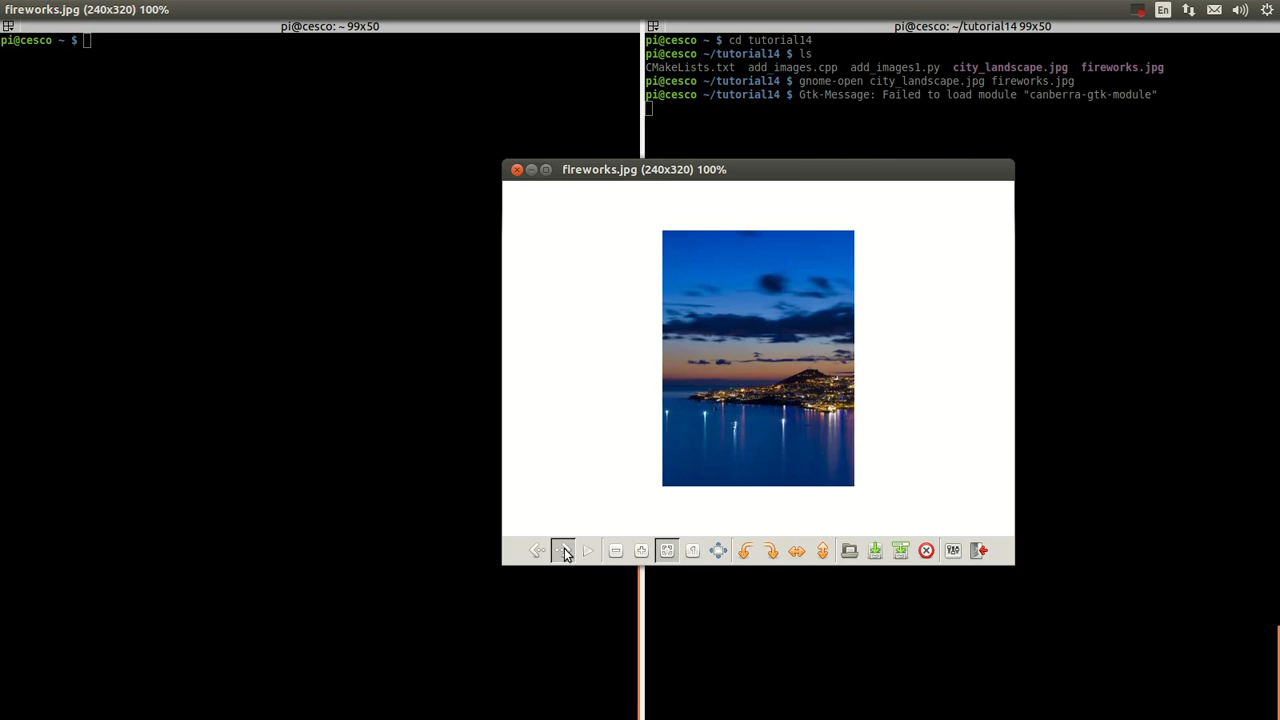 fireworks.jpg (240x320) 100%
En
pi@cesco: ~ 99x50
pi@cesco ~ $
pi@cesco: ~/tutorial14 99x50
pi@cesco ~ $ cd tutorial14
pi@cesco ~/tutorial14 $ ls
CMakeLists.txt add_images.cpp add_images1.py city_landscape.jpg fireworks.jpg
pi@cesco ~/tutorial14 $ gnome-open city_landscape.jpg fireworks.jpg
pi@cesco ~/tutorial14 $ Gtk-Message: Failed to load module "canberra-gtk-module"
fireworks.jpg (240x320) 100%